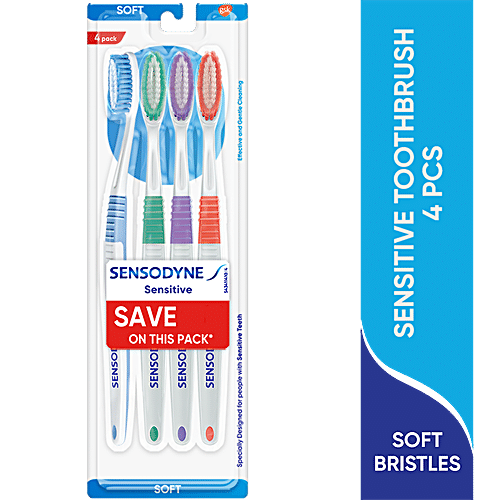 SOFT
gsk
4 pack
Effective and Gentle Cleaning
SENSODYNE
Sensitive
SAVE
ON THIS PACK*
SENSODYNE
SENSODYNE
SENSODYNE
SENSODYNE
Specially Designed for people with Sensitive Teeth
SOFT
SENSITIVE TOOTHBRUSH
4 PCS
SOFT
BRISTLES